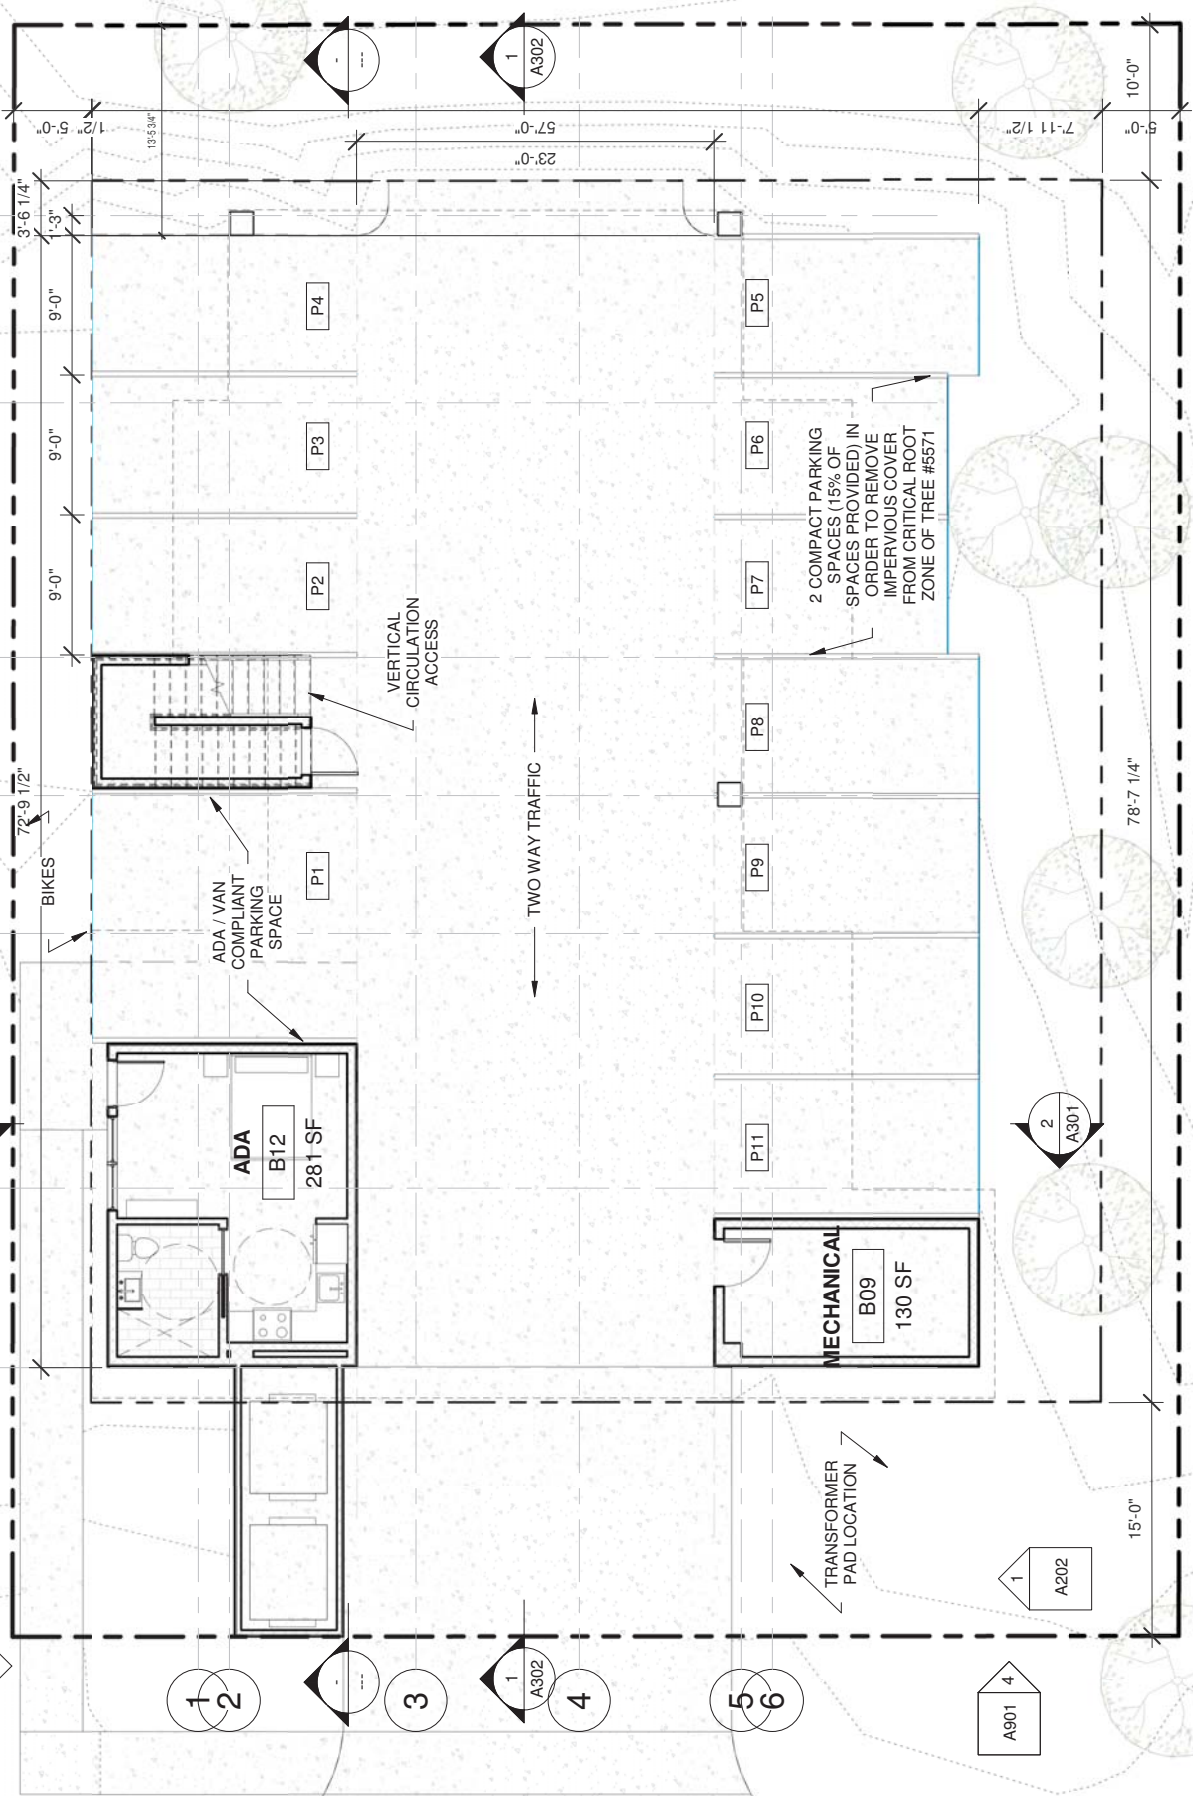 1
A302
10'-0"
5'-0"
1/2"
13'-5 3/4"
57'-0"
23'-0"
7'-11 1/2"
5'-0"
3'-6 1/4"
1'-3"
9'-0"
9'-0"
9'-0"
72'-9 1/2"
78'-7 1/4"
15'-0"
P4
P3
P2
P1
P5
P6
P7
P8
P9
P10
P11
2 COMPACT PARKING
SPACES (15% OF
SPACES PROVIDED) IN
ORDER TO REMOVE
IMPERVIOUS COVER
FROM CRITICAL ROOT
ZONE OF TREE #5571
VERTICAL
CIRCULATION
ACCESS
TWO WAY TRAFFIC
BIKES
ADA / VAN
COMPLIANT
PARKING
SPACE
ADA
B12
281 SF
MECHANICAL
B09
130 SF
2
A301
TRANSFORMER
PAD LOCATION
1
A202
4
A901
1
A302
-
---
-
---
1
2
3
4
5
6